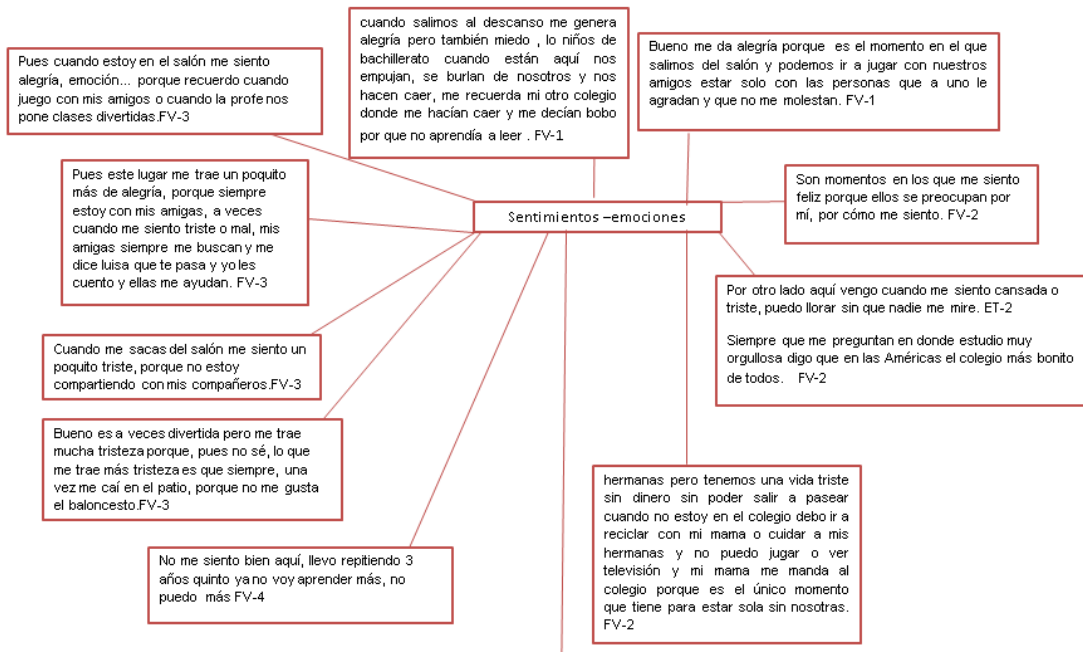 cuando salimos al descanso me genera
alegría pero también miedo , lo niños de
bachillerato cuando están aquí nos
empujan, se burlan de nosotros y nos
hacen caer, me recuerda mi otro colegio
donde me hacían caer y me decían bobo
por que no aprendía a leer . FV-1
Bueno me da alegría porque es el momento en el que
salimos del salón y podemos ir a jugar con nuestros
amigos estar solo con las personas que a uno le
agradan y que no me molestan. FV-1
Pues cuando estoy en el salón me siento
alegría, emoción... porque recuerdo cuando
juego con mis amigos o cuando la profe nos
pone clases divertidas.FV-3
Pues este lugar me trae un poquito
más de alegría, porque siempre
estoy con mis amigas, a veces
cuando me siento triste o mal, mis
amigas siempre me buscan y me
dice luisa que te pasa y yo les
cuento y ellas me ayudan. FV-3
Son momentos en los que me siento
feliz porque ellos se preocupan por
mí, por cómo me siento. FV-2
Sentimientos –emociones
Por otro lado aquí vengo cuando me siento cansada o
triste, puedo llorar sin que nadie me mire. ET-2
Siempre que me preguntan en donde estudio muy
orgullosa digo que en las Américas el colegio más bonito
de todos. FV-2
Cuando me sacas del salón me siento un
poquito triste, porque no estoy
compartiendo con mis compañeros.FV-3
Bueno es a veces divertida pero me trae
mucha tristeza porque, pues no sé, lo que
me trae más tristeza es que siempre, una
vez me caí en el patio, porque no me gusta
el baloncesto.FV-3
hermanas pero tenemos una vida triste
sin dinero sin poder salir a pasear
cuando no estoy en el colegio debo ir a
reciclar con mi mama o cuidar a mis
hermanas y no puedo jugar o ver
televisión y mi mama me manda al
colegio porque es el único momento
que tiene para estar sola sin nosotras.
FV-2
No me siento bien aquí, llevo repitiendo 3
años quinto ya no voy aprender más, no
puedo más FV-4